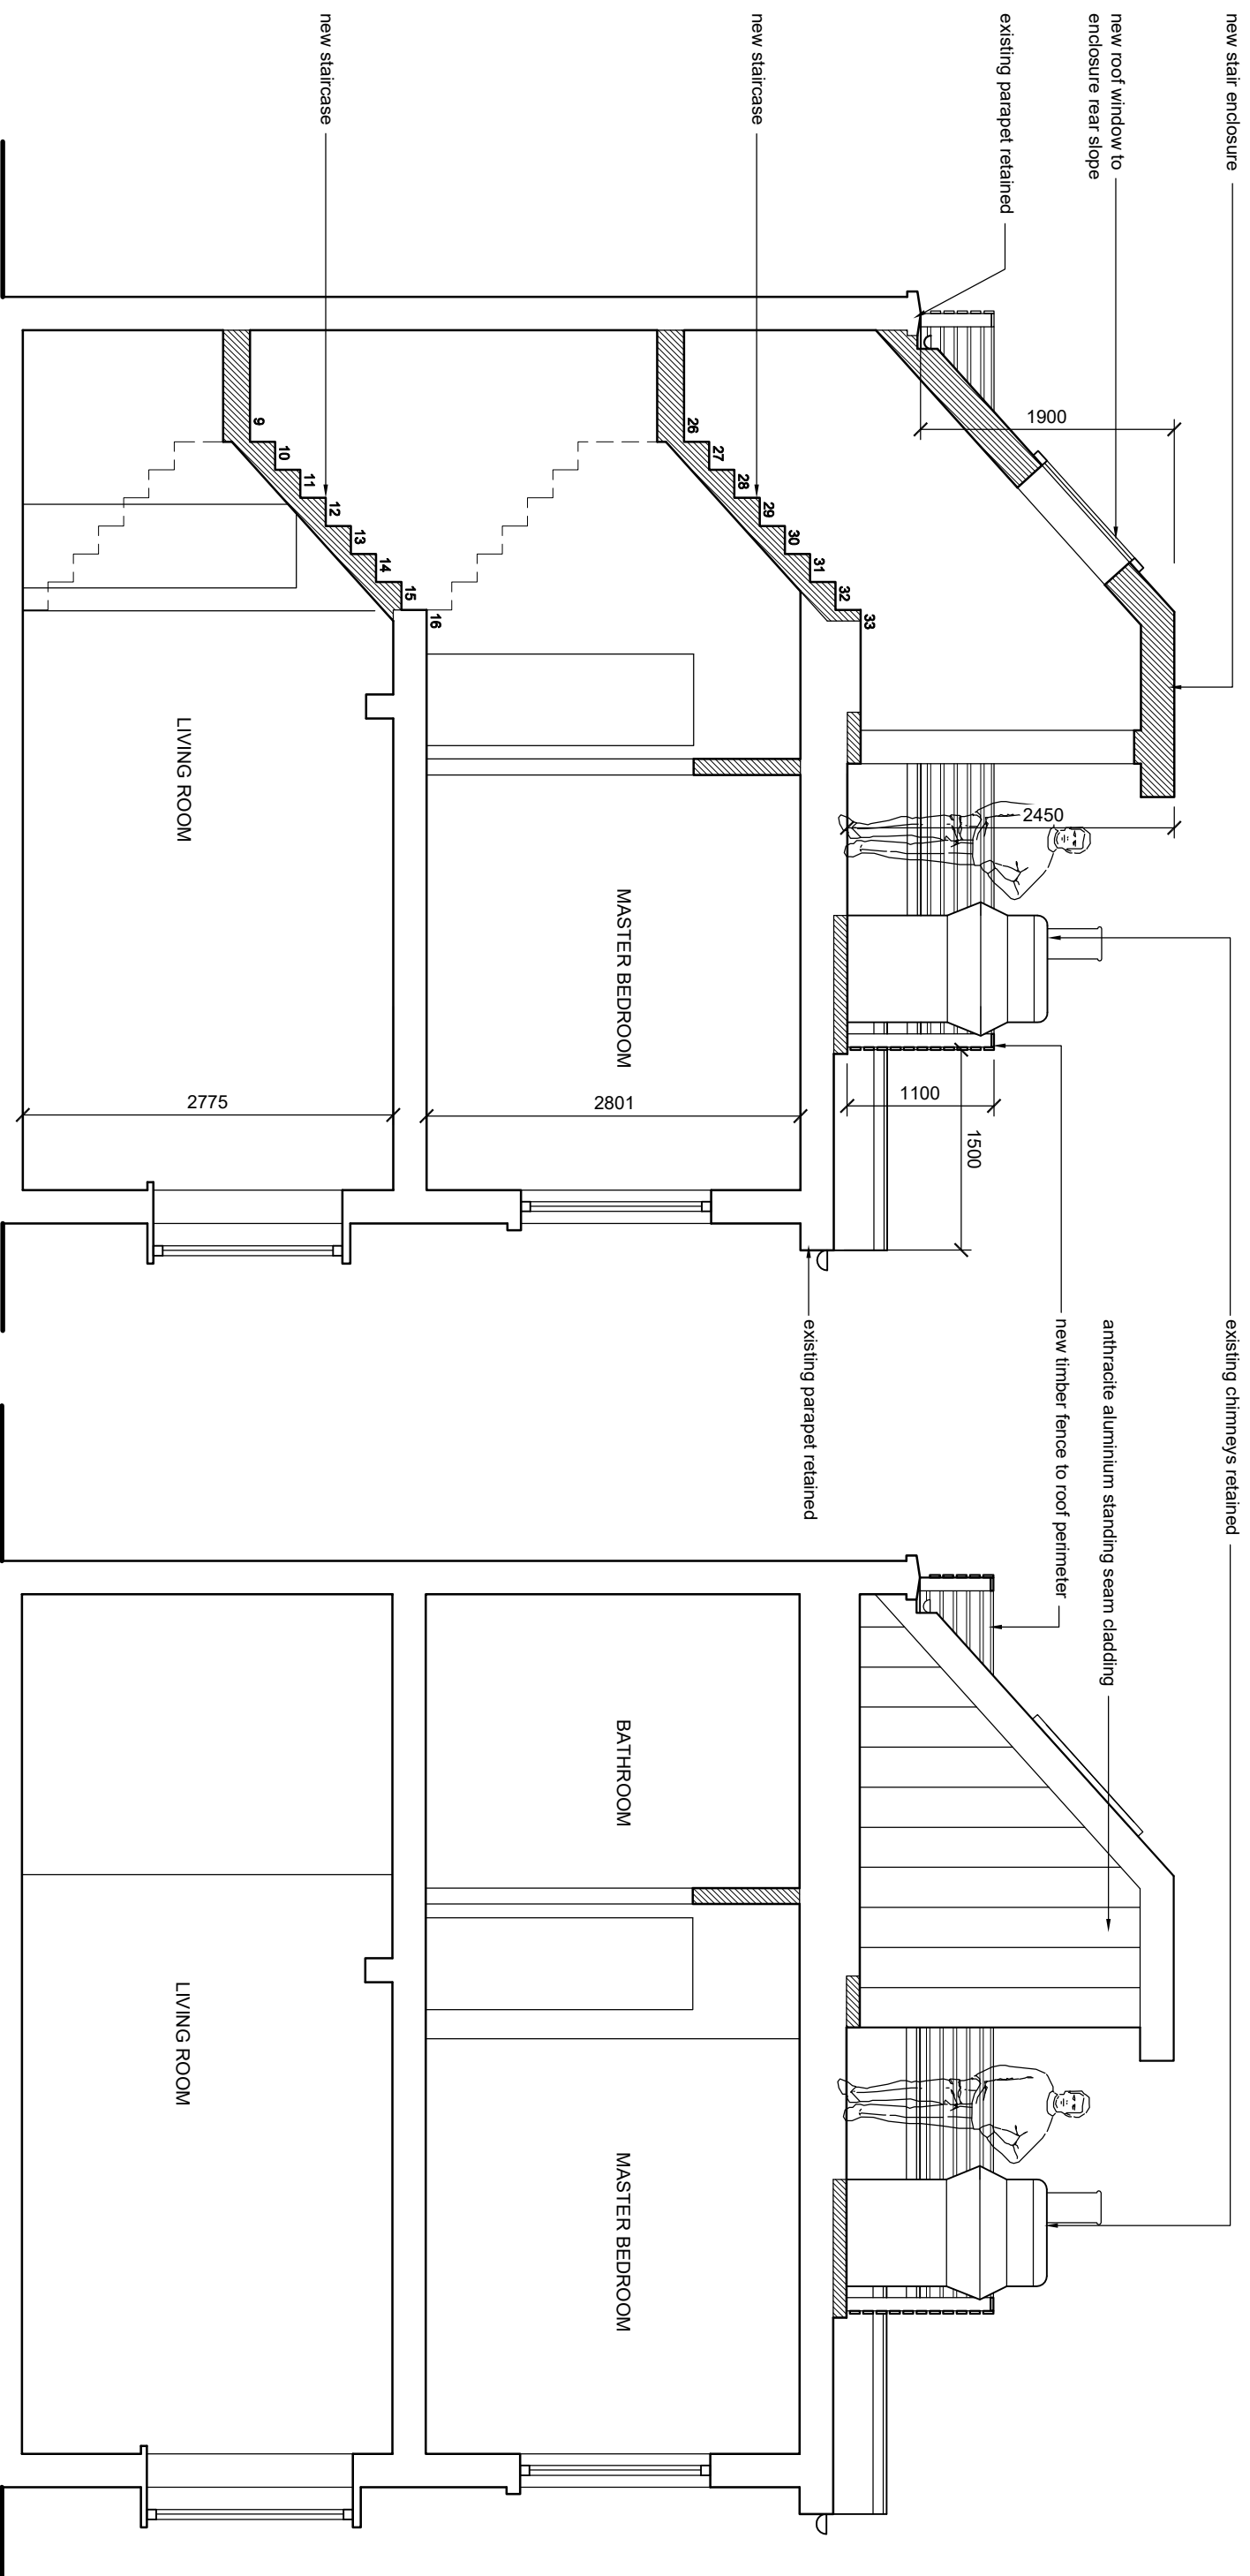 new stair enclosure
new roof window to
enclosure rear slope
existing parapet retained
new staircase
new staircase
existing chimneys retained
anthracite aluminium standing seam cladding
new timber fence to roof perimeter
existing parapet retained
1900
2450
1100
1500
2801
2775
26
27
28
29
30
31
32
33
9
10
11
12
13
14
15
16
MASTER BEDROOM
LIVING ROOM
BATHROOM
MASTER BEDROOM
LIVING ROOM